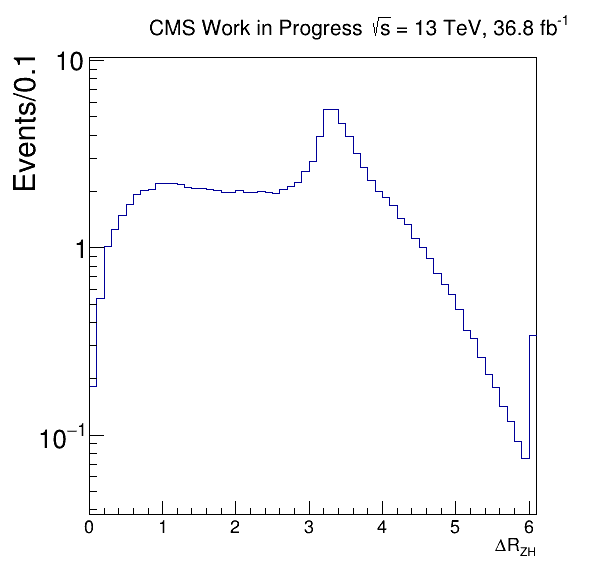 CMS Work in Progress √s = 13 TeV, 36.8 fb⁻¹
Events/0.1
10
1
10⁻¹
0 1 2 3 4 5 6
ΔR_ZH